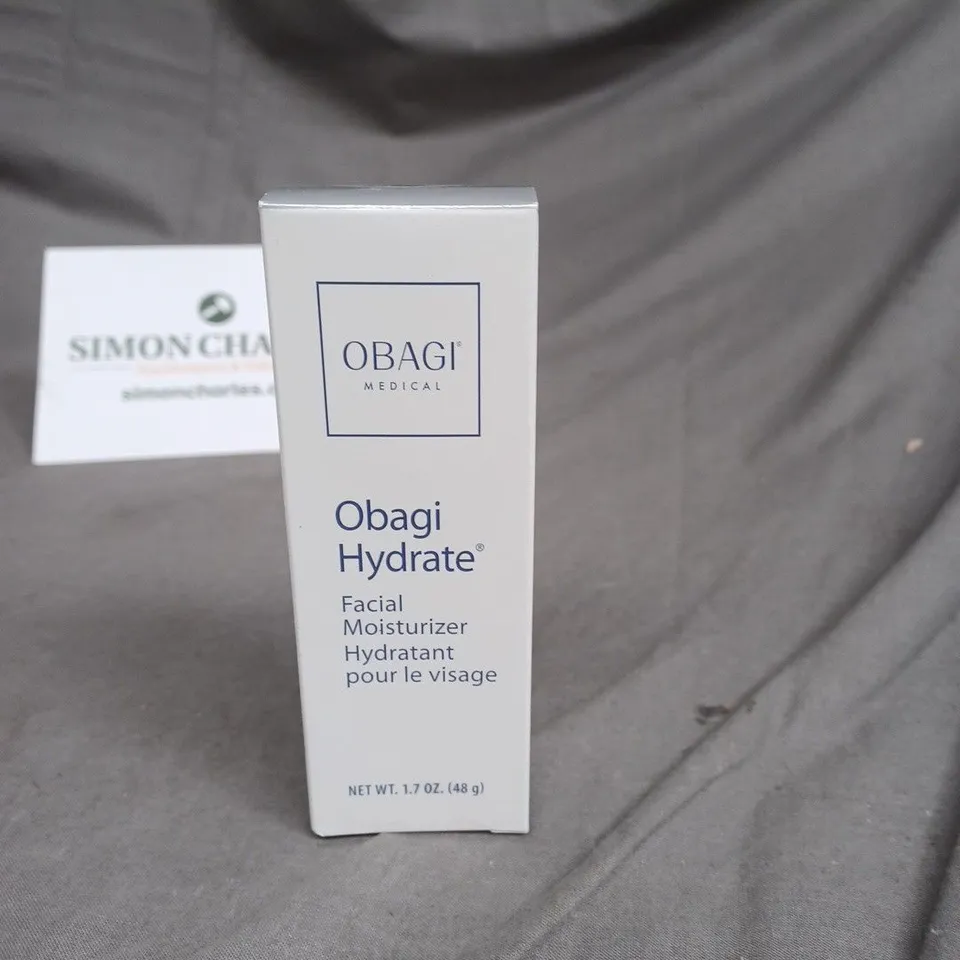 SIMON CHA
simoncharles.
OBAGI®
MEDICAL
Obagi
Hydrate®
Facial
Moisturizer
Hydratant
pour le visage
NET WT. 1.7 OZ. (48 g)